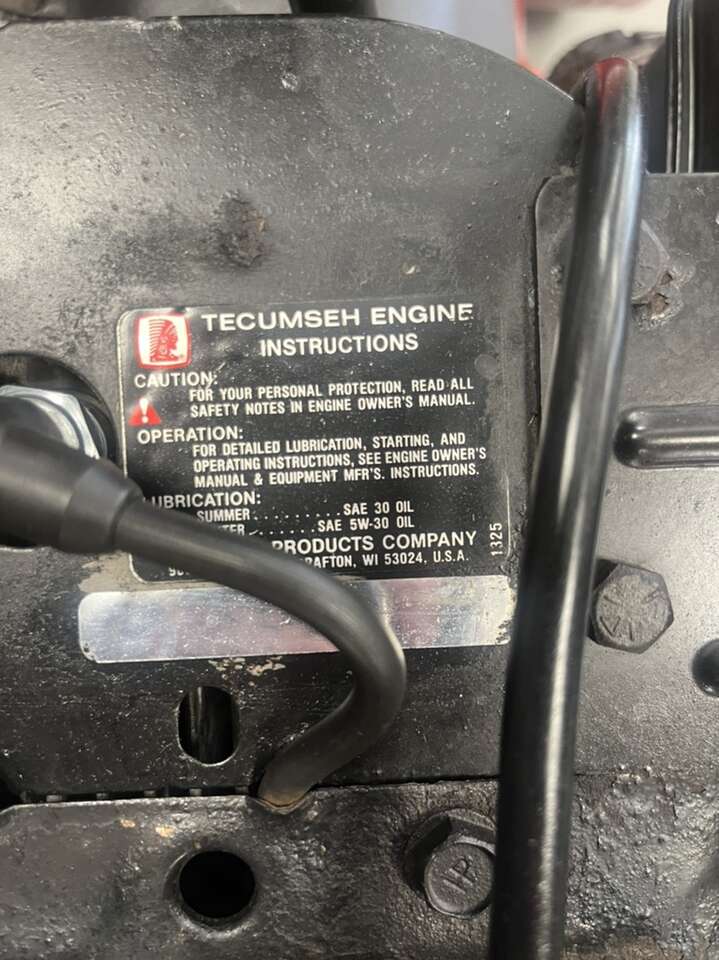 TECUMSEH ENGINE
INSTRUCTIONS
CAUTION:
FOR YOUR PERSONAL PROTECTION, READ ALL
SAFETY NOTES IN ENGINE OWNER'S MANUAL.
OPERATION:
FOR DETAILED LUBRICATION, STARTING, AND
OPERATING INSTRUCTIONS, SEE ENGINE OWNER'S
MANUAL & EQUIPMENT MFR'S. INSTRUCTIONS.
LUBRICATION:
SUMMER.......... SAE 30 OIL
SAE 5W-30 OIL
PRODUCTS COMPANY
WI 53024, U.S.A.
1325